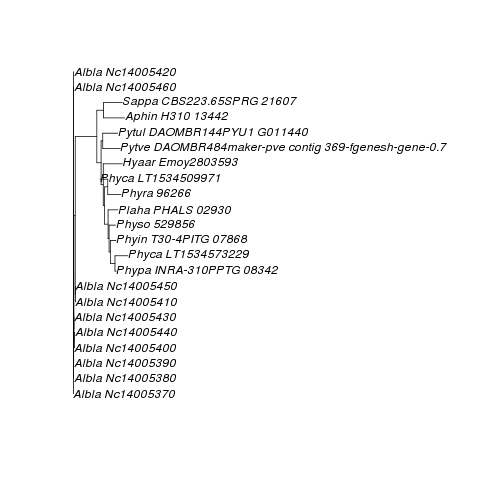 Albla Nc14005420
Albla Nc14005460
Sappa CBS223.65SPRG 21607
Aphin H310 13442
Pytul DAOMBR144PYU1 G011440
Pytve DAOMBR484maker-pve contig 369-fgenesh-gene-0.7
Hyaar Emoy2803593
Phyca LT1534509971
Phyra 96266
Plaha PHALS 02930
Physo 529856
Phyin T30-4PITG 07868
Phyca LT1534573229
Phypa INRA-310PPTG 08342
Albla Nc14005450
Albla Nc14005410
Albla Nc14005430
Albla Nc14005440
Albla Nc14005400
Albla Nc14005390
Albla Nc14005380
Albla Nc14005370